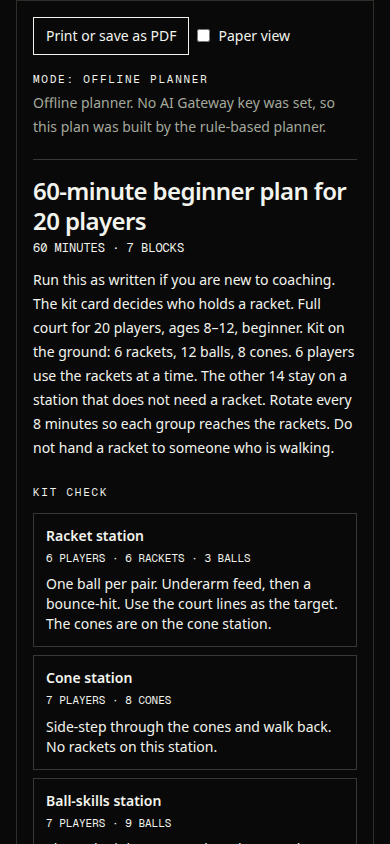 Print or save as PDF
Paper view
MODE: OFFLINE PLANNER
Offline planner. No AI Gateway key was set, so
this plan was built by the rule-based planner.
60-minute beginner plan for
20 players
60 MINUTES · 7 BLOCKS
Run this as written if you are new to coaching.
The kit card decides who holds a racket. Full
court for 20 players, ages 8–12, beginner. Kit on
the ground: 6 rackets, 12 balls, 8 cones. 6 players
use the rackets at a time. The other 14 stay on a
station that does not need a racket. Rotate every
8 minutes so each group reaches the rackets. Do
not hand a racket to someone who is walking.
KIT CHECK
Racket station
6 PLAYERS · 6 RACKETS · 3 BALLS
One ball per pair. Underarm feed, then a
bounce-hit. Use the court lines as the target.
The cones are on the cone station.
Cone station
7 PLAYERS · 8 CONES
Side-step through the cones and walk back.
No rackets on this station.
Ball-skills station
7 PLAYERS · 9 BALLS